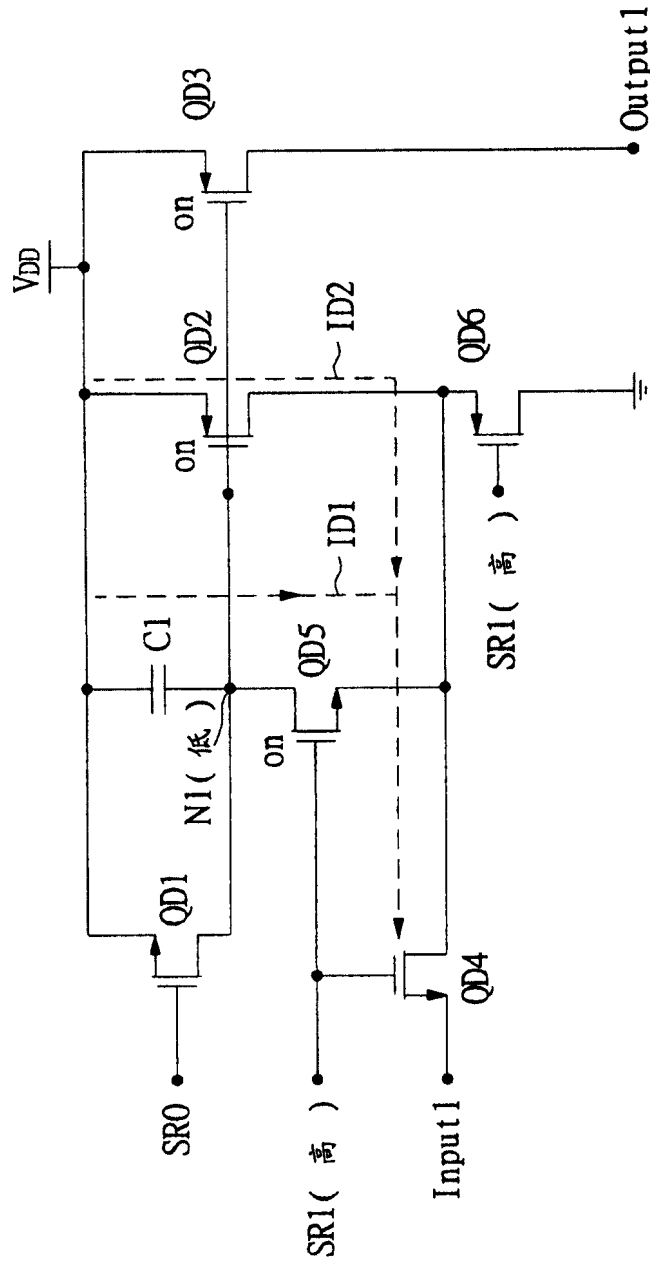 VDD
QD3
on
QD2
on
ID2
QD6
Output1
C1
ID1
QD5
on
N1( 低 )
SR1( 高 )
QD1
SR0
SR1( 高 )
QD4
Input1